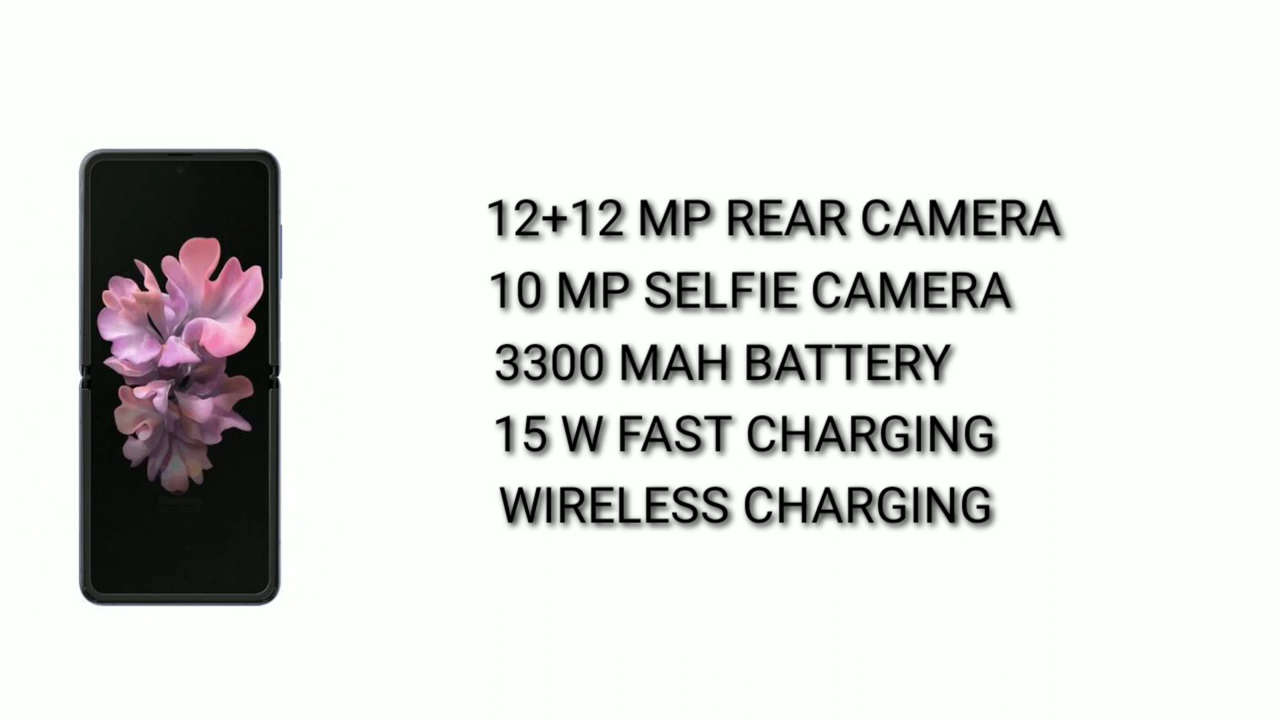 12+12 MP REAR CAMERA
10 MP SELFIE CAMERA
3300 MAH BATTERY
15 W FAST CHARGING
WIRELESS CHARGING